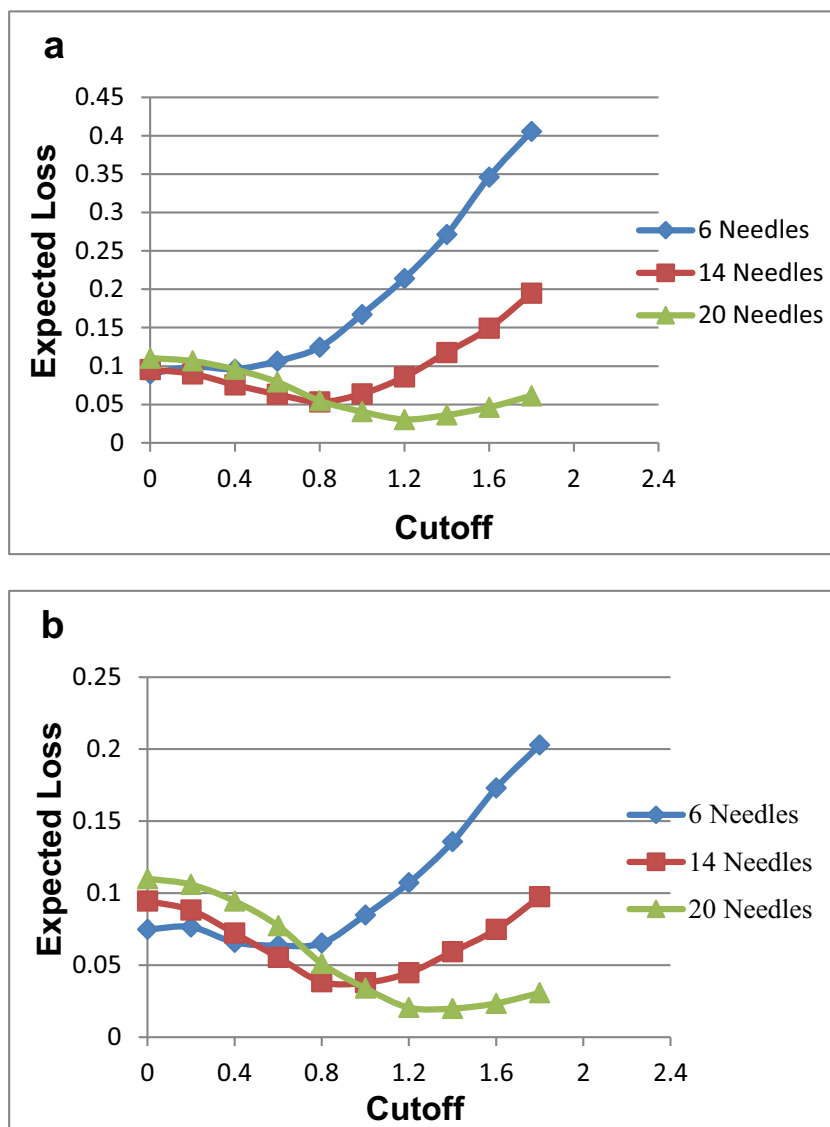 a
0.45
0.4
0.35
0.3
0.25
0.2
0.15
0.1
0.05
0
Expected Loss
0 0.4 0.8 1.2 1.6 2 2.4
Cutoff
6 Needles
14 Needles
20 Needles
b
0.25
0.2
0.15
0.1
0.05
0
Expected Loss
0 0.4 0.8 1.2 1.6 2 2.4
Cutoff
6 Needles
14 Needles
20 Needles